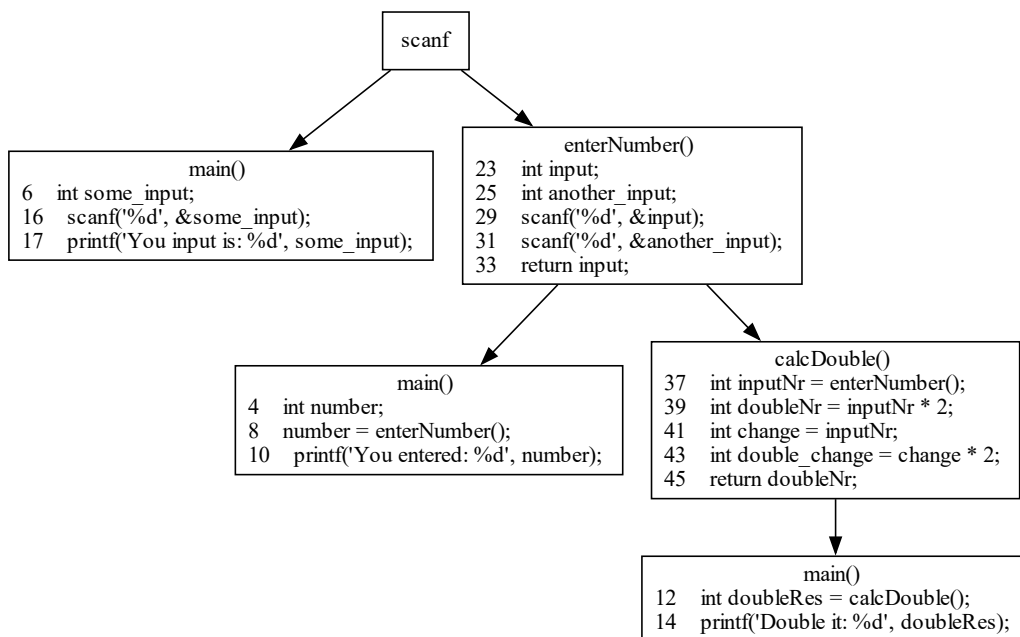 scanf
main()
6 int some_input;
16 scanf('%d', &some_input);
17 printf('You input is: %d', some_input);
enterNumber()
23 int input;
25 int another_input;
29 scanf('%d', &input);
31 scanf('%d', &another_input);
33 return input;
main()
4 int number;
8 number = enterNumber();
10 printf('You entered: %d', number);
calcDouble()
37 int inputNr = enterNumber();
39 int doubleNr = inputNr * 2;
41 int change = inputNr;
43 int double_change = change * 2;
45 return doubleNr;
main()
12 int doubleRes = calcDouble();
14 printf('Double it: %d', doubleRes);